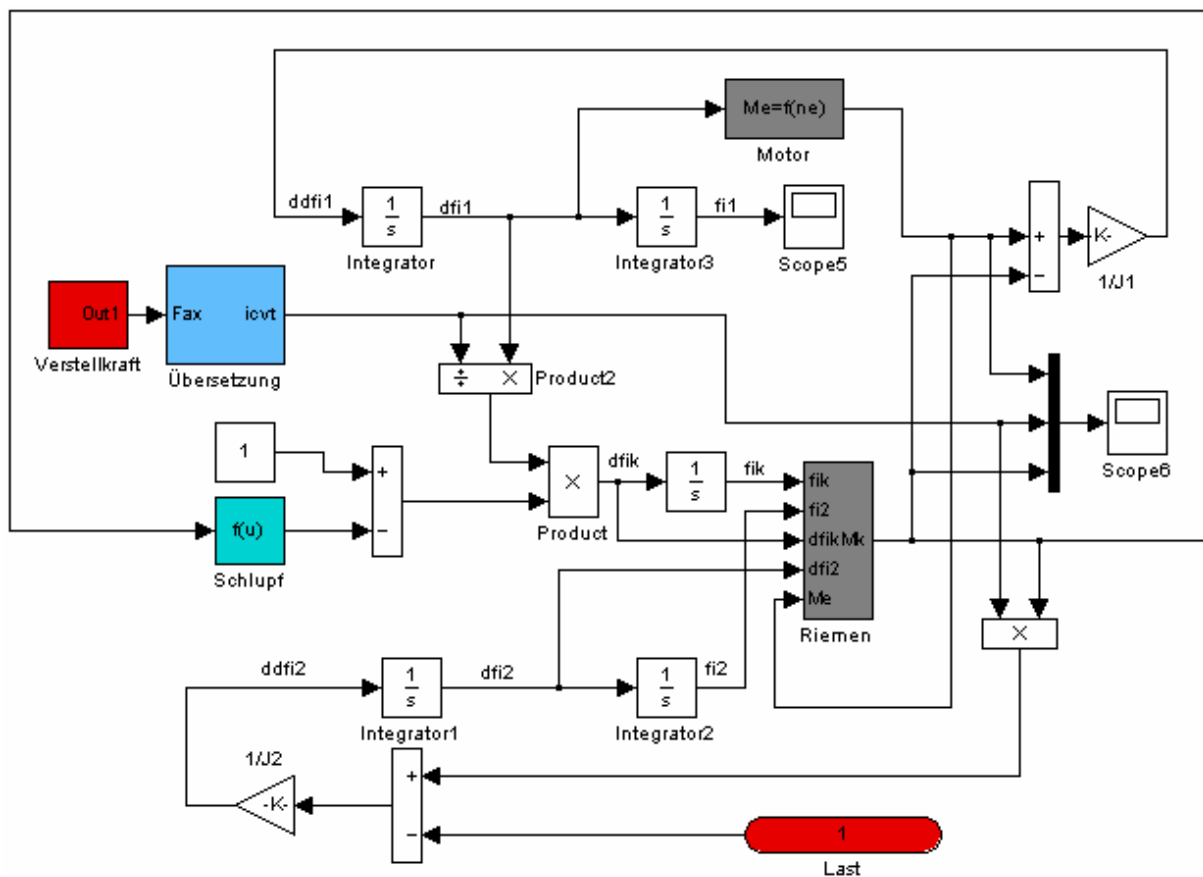 Me=f(ne)
Motor
ddfi1
1
s
Integrator
dfi1
1
s
Integrator3
fi1
Scope5
+
−
K-
1/J1
Out1
Verstellkraft
Fax
icvt
Übersetzung
÷ ×
Product2
Scope6
1
+
−
f(u)
Schlupf
×
Product
dfik
1
s
fik
fik
fi2
dfik
Mk
dfi2
Me
Riemen
×
ddfi2
1
s
Integrator1
dfi2
1
s
Integrator2
fi2
1/J2
-K-
+
−
1
Last